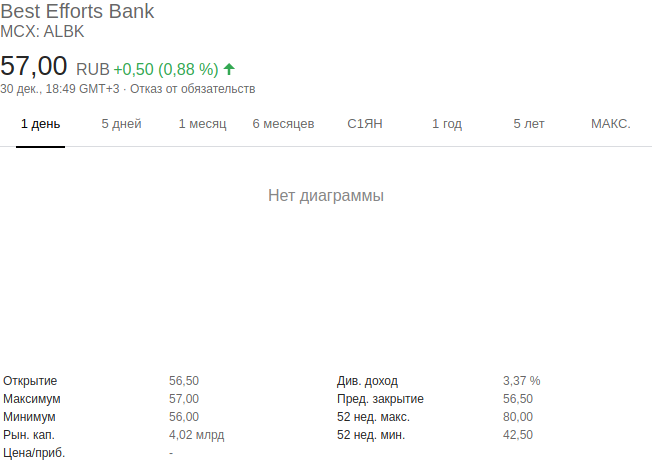 Best Efforts Bank
MCX: ALBK
57,00 RUB +0,50 (0,88 %)
30 дек., 18:49 GMT+3 · Отказ от обязательств
1 день 5 дней 1 месяц 6 месяцев С1ЯН 1 год 5 лет МАКС.
Нет диаграммы
Открытие 56,50 Див. доход 3,37 %
Максимум 57,00 Пред. закрытие 56,50
Минимум 56,00 52 нед. макс. 80,00
Рын. кап. 4,02 млрд 52 нед. мин. 42,50
Цена/приб. -